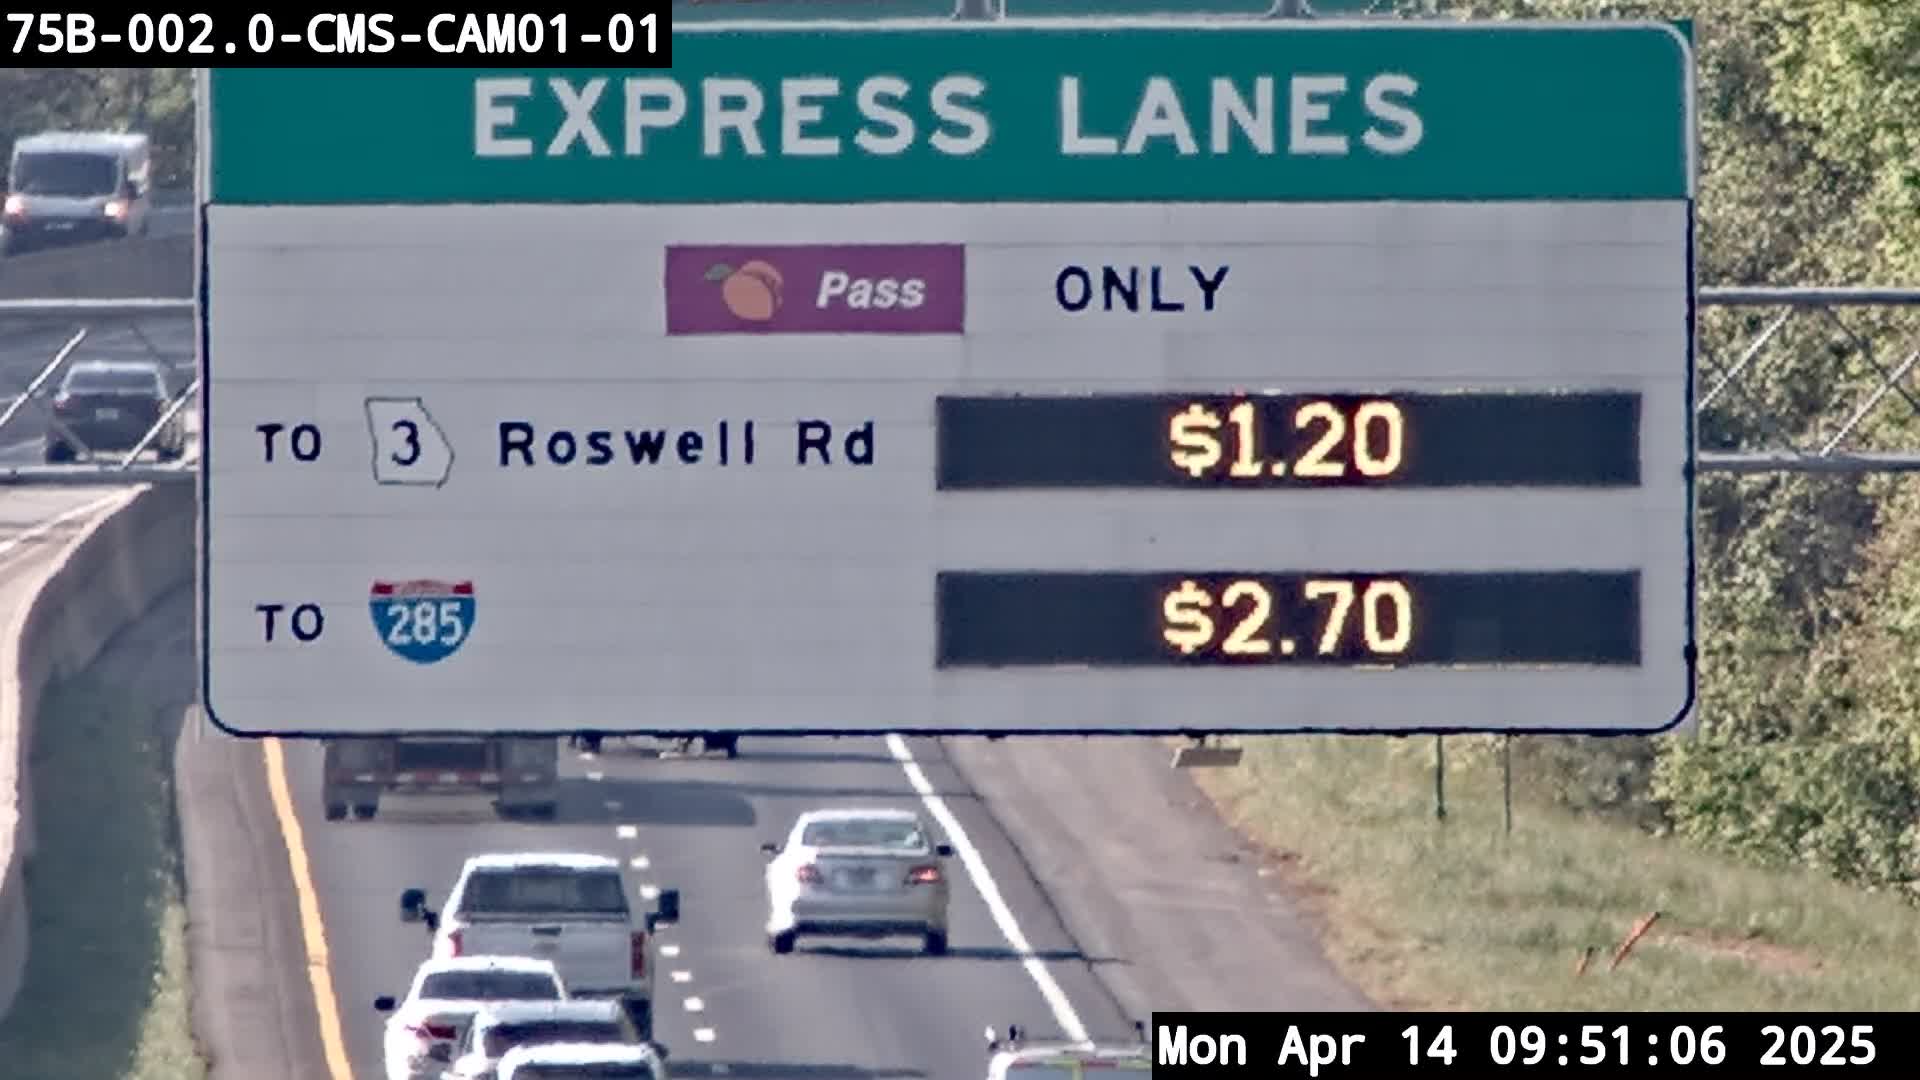 75B-002.0-CMS-CAM01-01
EXPRESS LANES
Pass ONLY
TO 3 Roswell Rd $1.20
TO 285 $2.70
Mon Apr 14 09:51:06 2025